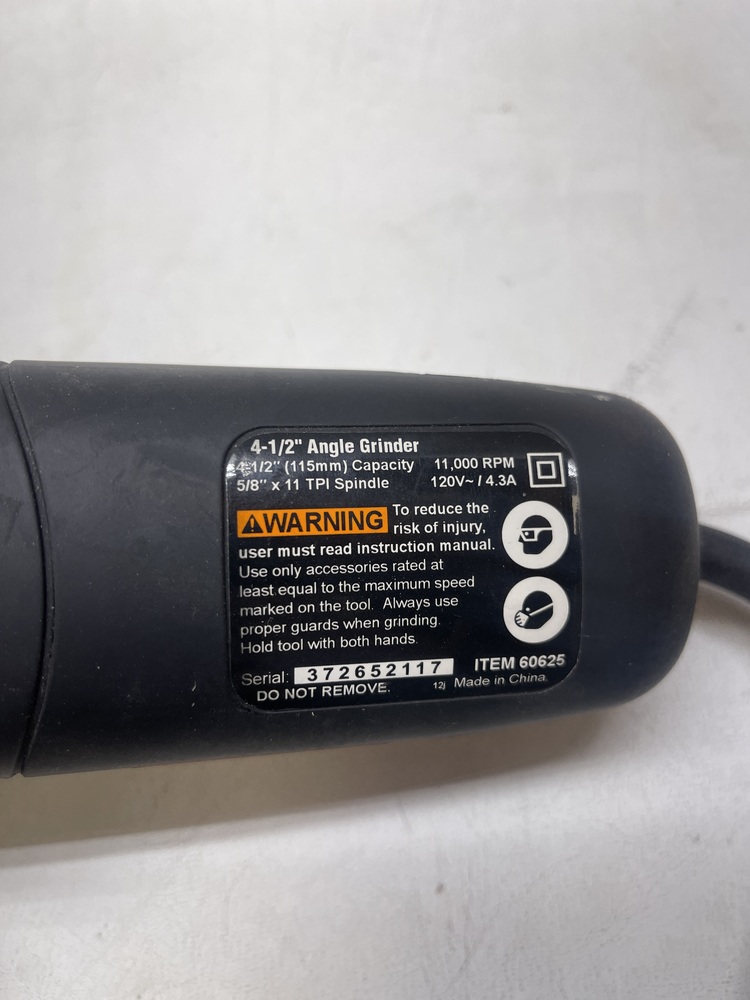 4-1/2" Angle Grinder
4-1/2" (115mm) Capacity 11,000 RPM
5/8" x 11 TPI Spindle 120V~ / 4.3A
WARNING To reduce the
risk of injury,
user must read instruction manual.
Use only accessories rated at
least equal to the maximum speed
marked on the tool. Always use
proper guards when grinding.
Hold tool with both hands.
Serial: 372652117 ITEM 60625
DO NOT REMOVE. 12j Made in China.